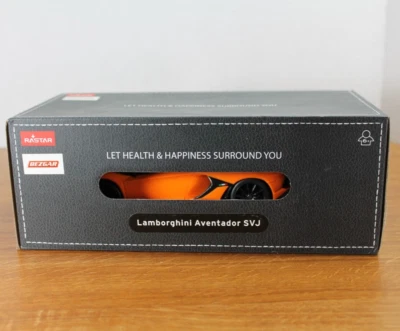 RASTAR
BEZGAR
LET HEALTH & HAPPINESS SURROUND YOU
Lamborghini Aventador SVJ